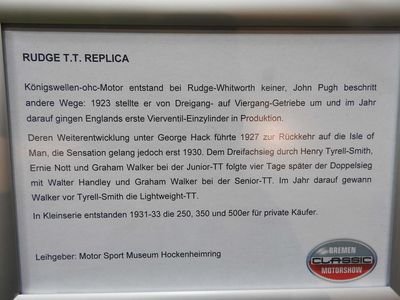 RUDGE T.T. REPLICA
Königswellen-ohc-Motor entstand bei Rudge-Whitworth keiner, John Pugh beschritt
andere Wege: 1923 stellte er von Dreigang- auf Viergang-Getriebe um und im Jahr
darauf gingen Englands erste Vierventil-Einzylinder in Produktion.
Deren Weiterentwicklung unter George Hack führte 1927 zur Rückkehr auf die Isle of
Man, die Sensation gelang jedoch erst 1930. Dem Dreifachsieg durch Henry Tyrell-Smith,
Ernie Nott und Graham Walker bei der Junior-TT folgte vier Tage später der Doppelsieg
mit Walter Handley und Graham Walker bei der Senior-TT. Im Jahr darauf gewann
Walker vor Tyrell-Smith die Lightweight-TT.
In Kleinserie entstanden 1931-33 die 250, 350 und 500er für private Käufer.
Leihgeber: Motor Sport Museum Hockenheimring
BREMEN
CLASSIC
MOTORSHOW